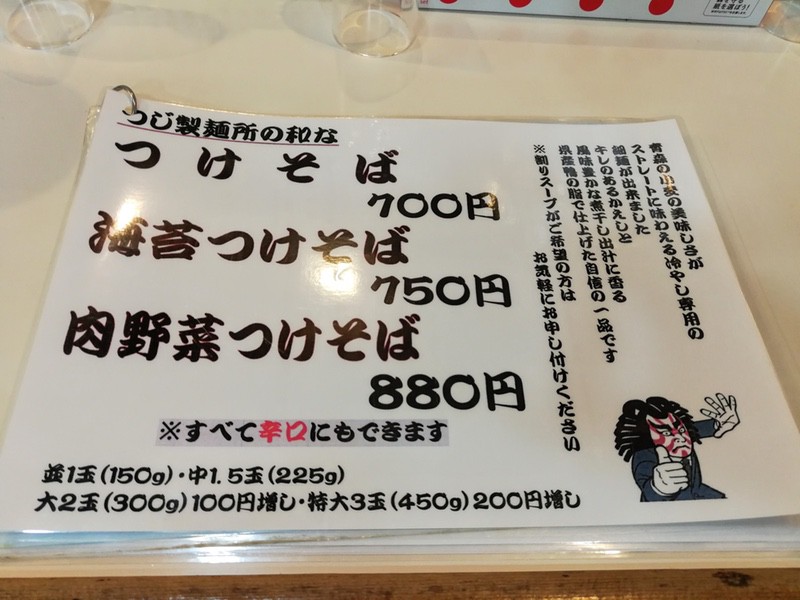 つじ製麺所の和な
つけそば
700円
海苔つけそば
750円
肉野菜つけそば
880円
※すべて辛口にもできます
並1玉(150g)・中1.5玉(225g)
大2玉(300g)100円増し・特大3玉(450g)200円増し
青森の小麦の美味しさが
ストレートに味わえる冷やし専用の
細麺が出来ました
キレのあるかえしと
風味豊かな煮干し出汁に香る
県産鴨の脂で仕上げた自信の一品です
※割りスープがご希望の方は
お気軽にお申し付けください
紙を選ぼう!